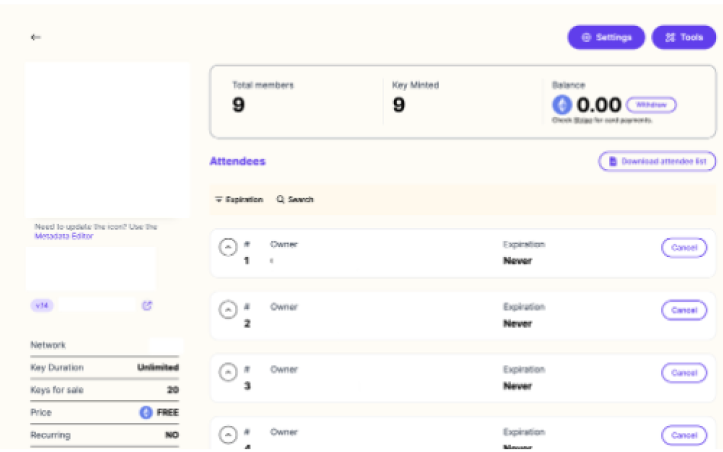 ←
Settings
Tools
Total members
9
Key Minted
9
Balance
0.00 Withdraw
Check Stripe for card payments.
Attendees
Download attendee list
Expiration
Search
Need to update the icon? Use the
Metadata Editor
v14
Network
Key Duration Unlimited
Keys for sale 20
Price FREE
Recurring NO
# Owner Expiration
1 Never
Cancel
# Owner Expiration
2 Never
Cancel
# Owner Expiration
3 Never
Cancel
# Owner Expiration
4 Never
Cancel